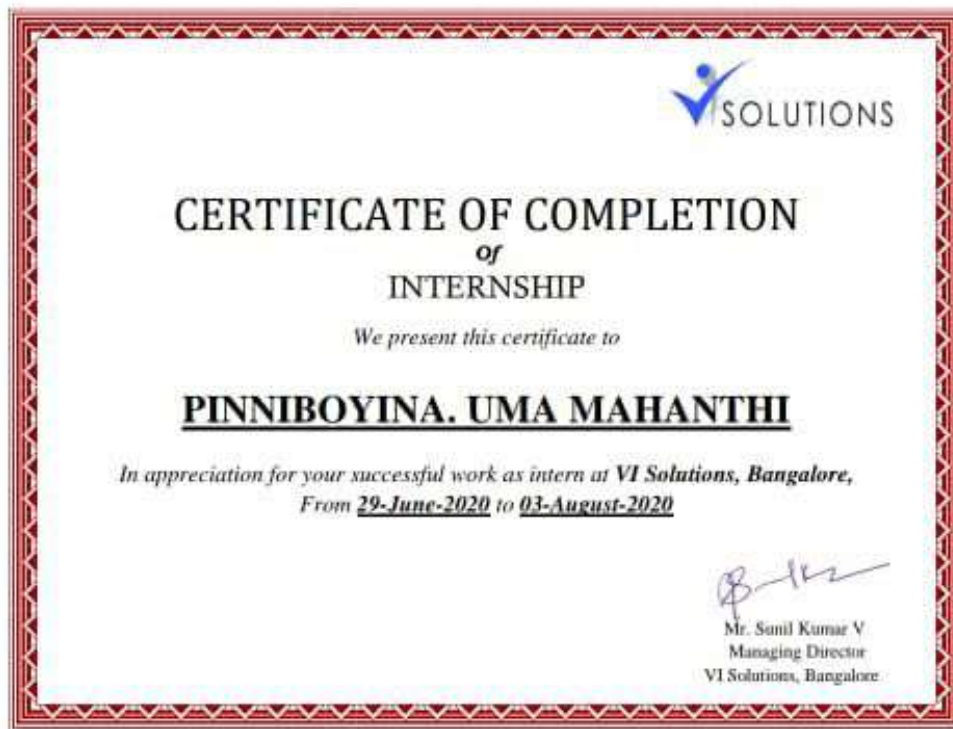 Vi SOLUTIONS
CERTIFICATE OF COMPLETION
Of
INTERNSHIP
We present this certificate to
PINNIBOYINA. UMA MAHANTHI
In appreciation for your successful work as intern at VI Solutions, Bangalore,
From 29-June-2020 to 03-August-2020
Mr. Sunil Kumar V
Managing Director
VI Solutions, Bangalore